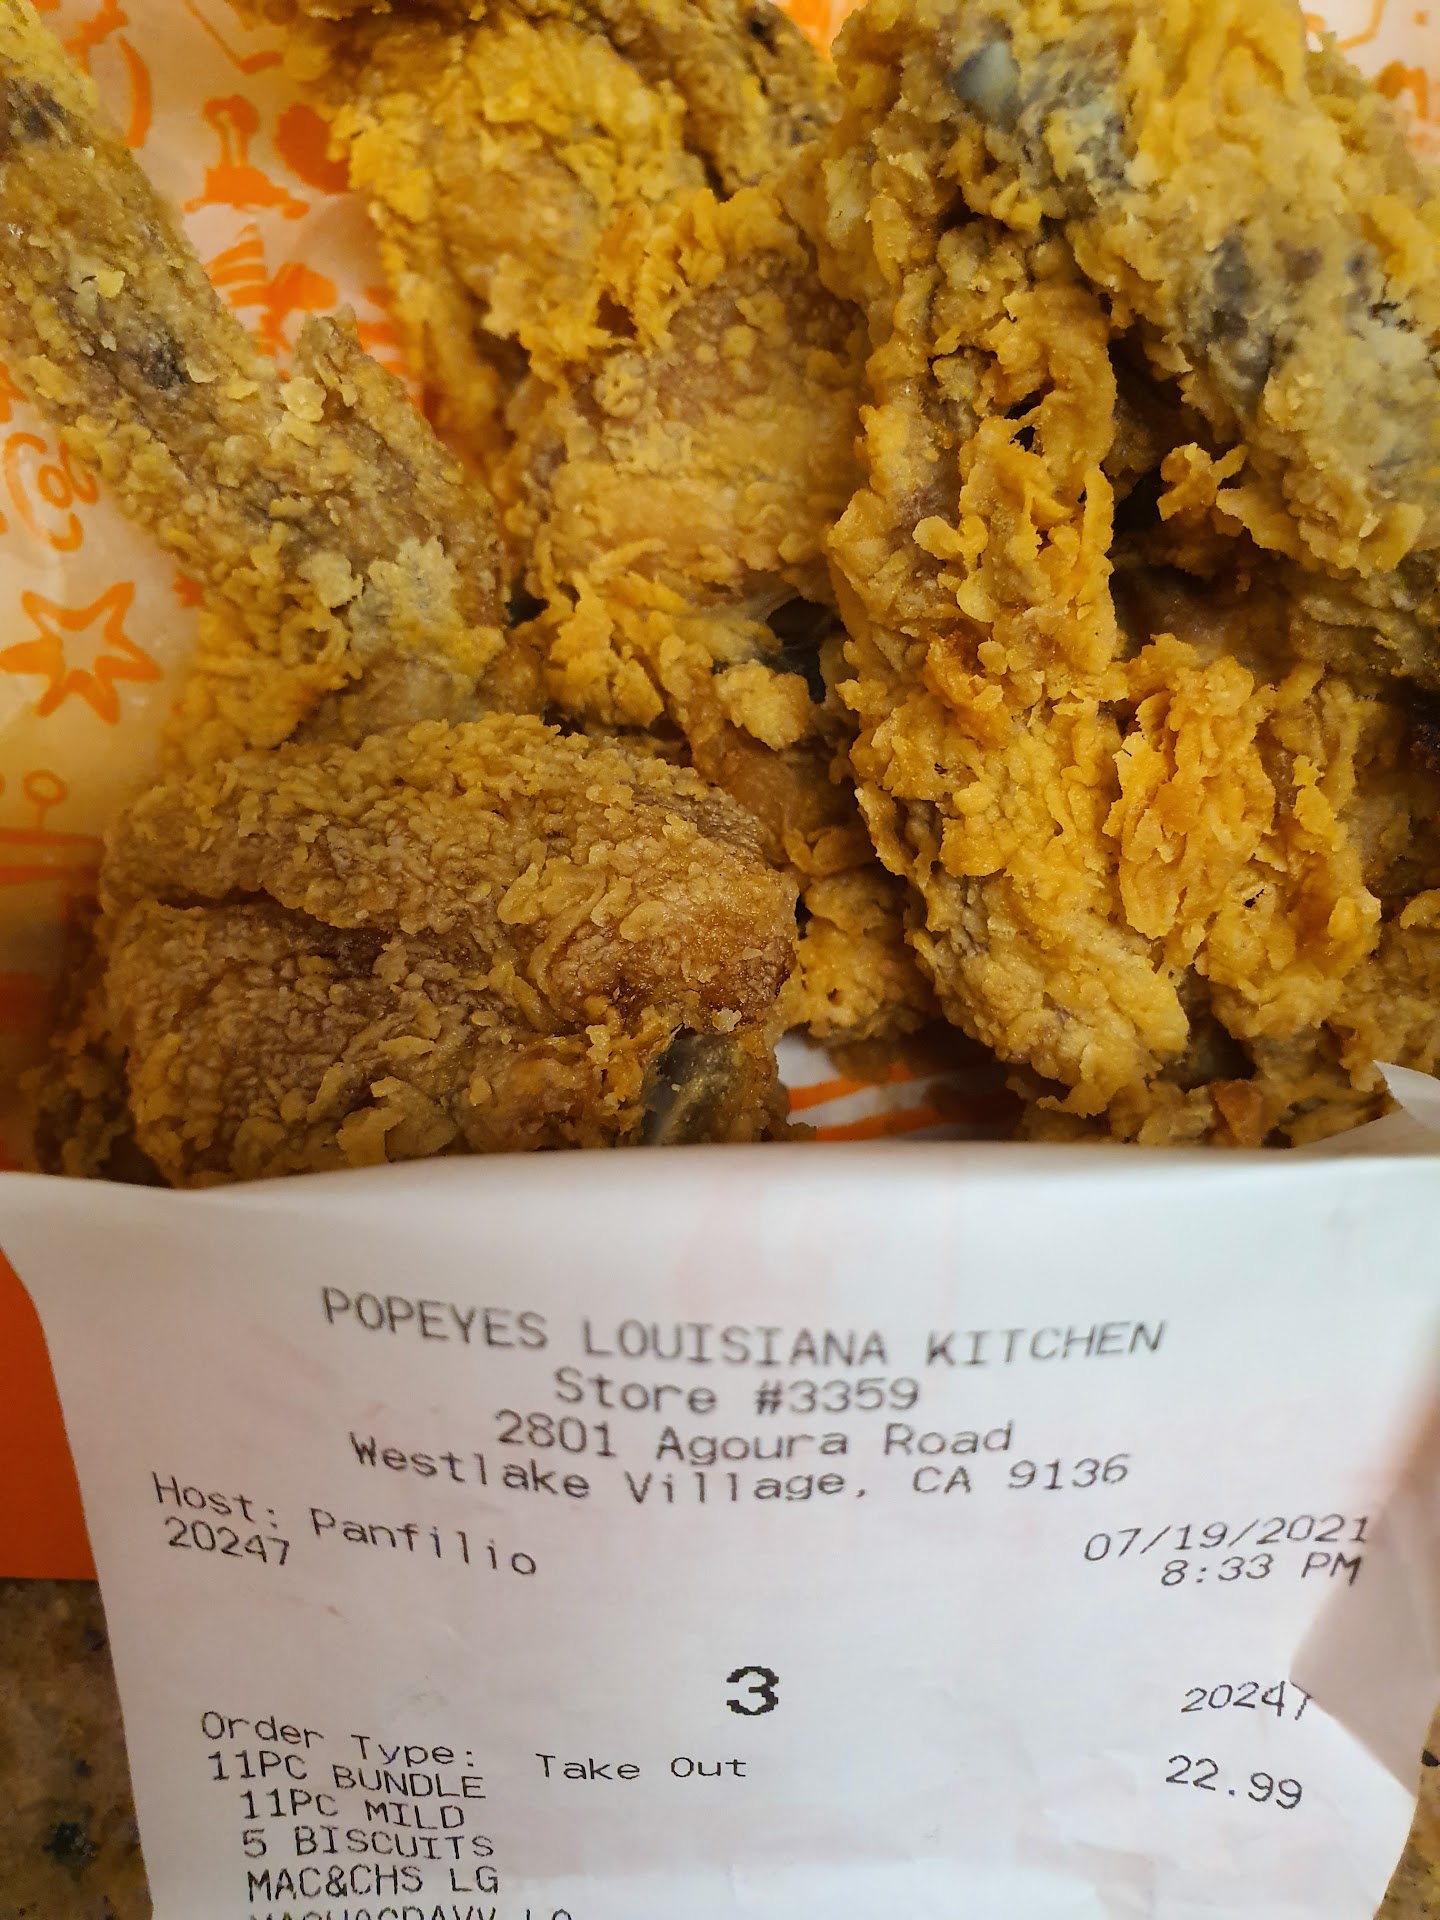 POPEYES LOUISIANA KITCHEN
Store #3359
2801 Agoura Road
Westlake Village, CA 9136
Host: Panfilio 07/19/2021
20247 8:33 PM
3
20247
Order Type: Take Out
11PC BUNDLE 22.99
11PC MILD
5 BISCUITS
MAC&CHS LG